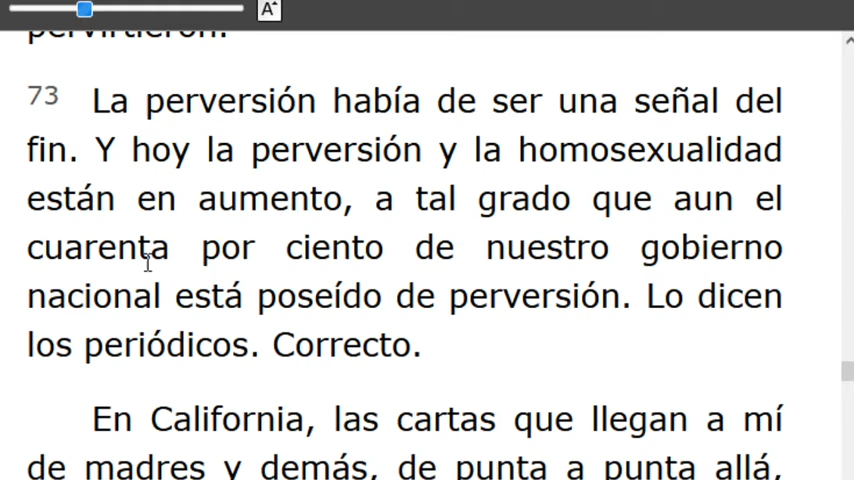 pervirtieron.
73 La perversión había de ser una señal del
fin. Y hoy la perversión y la homosexualidad
están en aumento, a tal grado que aun el
cuarenta por ciento de nuestro gobierno
nacional está poseído de perversión. Lo dicen
los periódicos. Correcto.
En California, las cartas que llegan a mí
de madres y demás, de punta a punta allá,